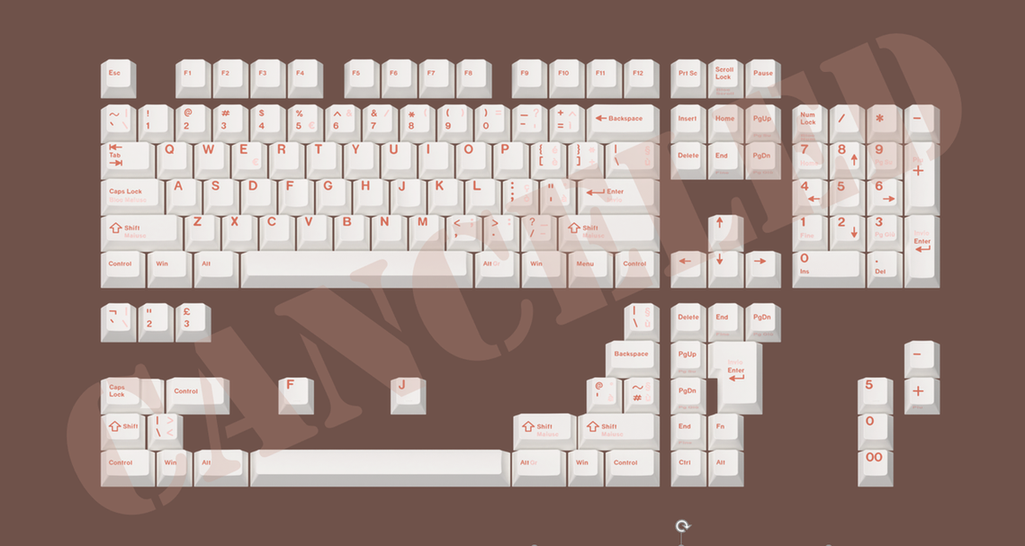 Esc F1 F2 F3 F4 F5 F6 F7 F8 F9 F10 F11 F12 Prt Sc Scroll Lock Pause
~ \ ! 1 @ 2 # 3 $ 4 % 5 € ^ 6 & 7 * 8 ( 9 ) 0 _ - + = ← Backspace Insert Home PgUp Num Lock / * -
Tab Q W E R T Y U I O P { [ } ] | Delete End PgDn 7 8 ↑ 9 +
Caps Lock A S D F G H J K L : ; " ' Enter 4 ← 5 6 →
Shift Z X C V B N M < , > . ? / Shift ↑ 1 2 ↓ 3 Enter
Control Win Alt Alt Gr Win Menu Control ← ↓ → 0 Ins . Del
¬ " 2 £ 3 | \ Delete End PgDn
Backspace PgUp Enter -
Caps Lock Control F J @ ' ~ # PgDn 5 +
Shift | \ > < Shift Shift End Fn 0
Control Win Alt Alt Gr Win Control Ctrl Alt 00
CANCELLED